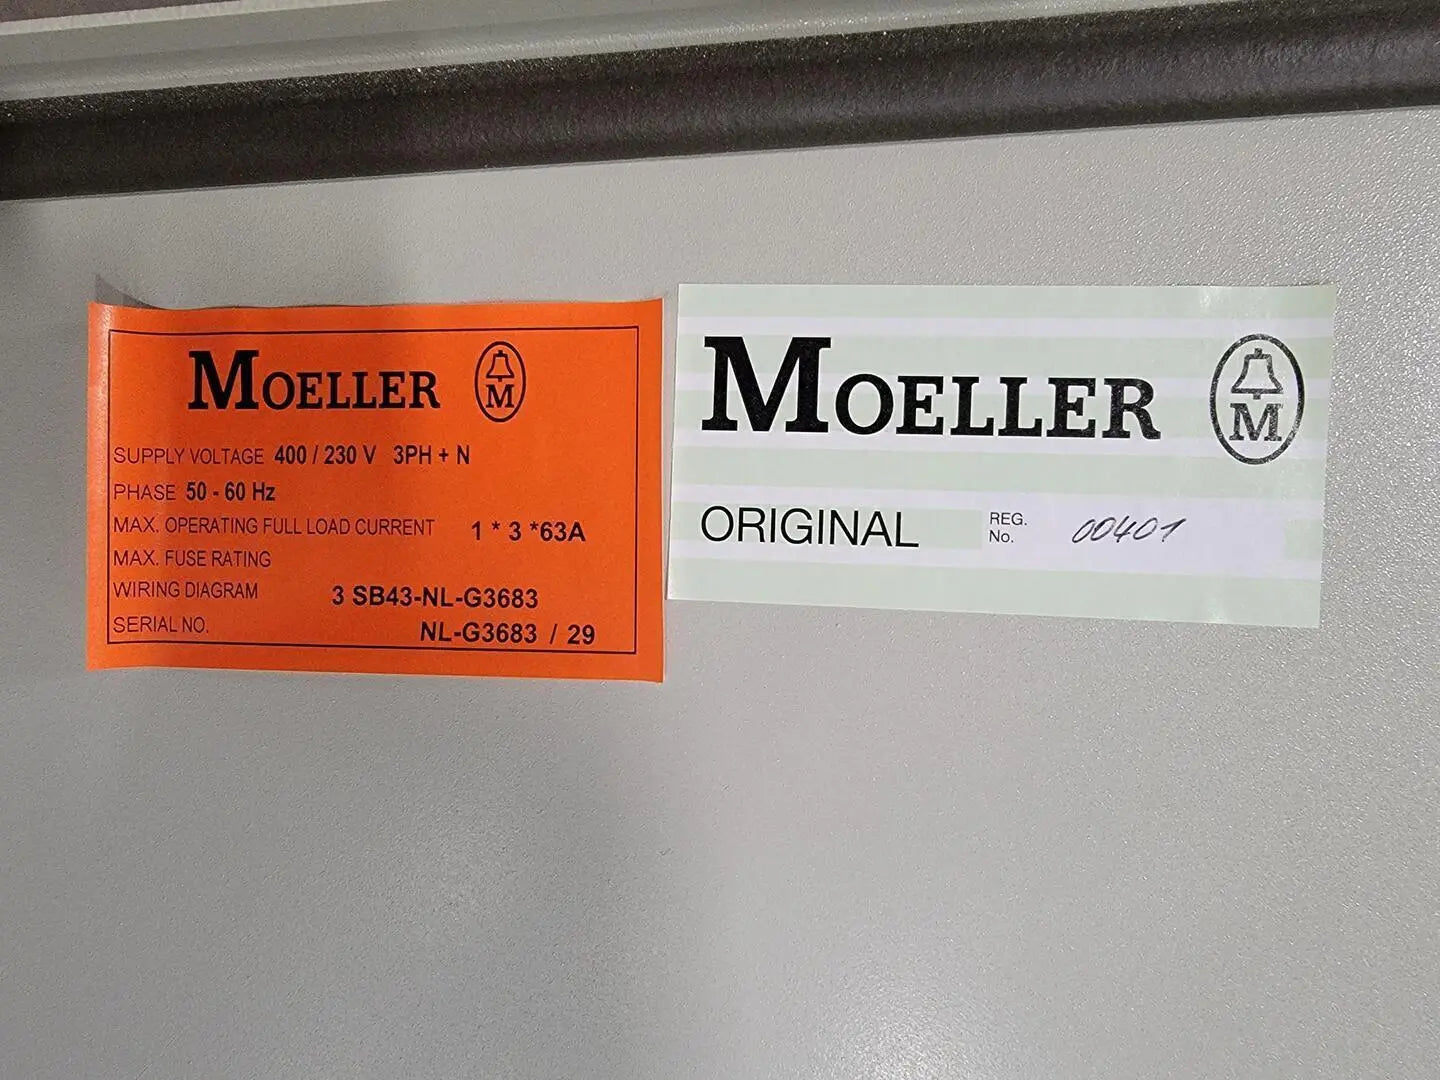 MOELLER
M
SUPPLY VOLTAGE 400 / 230 V 3PH + N
PHASE 50 - 60 Hz
MAX. OPERATING FULL LOAD CURRENT 1 * 3 *63A
MAX. FUSE RATING
WIRING DIAGRAM 3 SB43-NL-G3683
SERIAL NO. NL-G3683 / 29
MOELLER
M
ORIGINAL
REG.
No. 00401